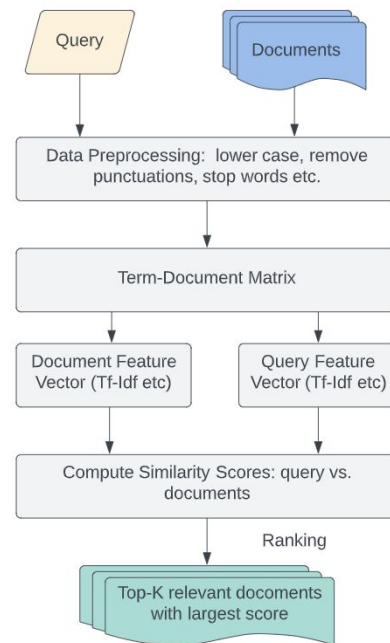 Query
Documents
Data Preprocessing: lower case, remove
punctuations, stop words etc.
Term-Document Matrix
Document Feature
Vector (Tf-Idf etc)
Query Feature
Vector (Tf-Idf etc)
Compute Similarity Scores: query vs.
documents
Ranking
Top-K relevant docoments
with largest score